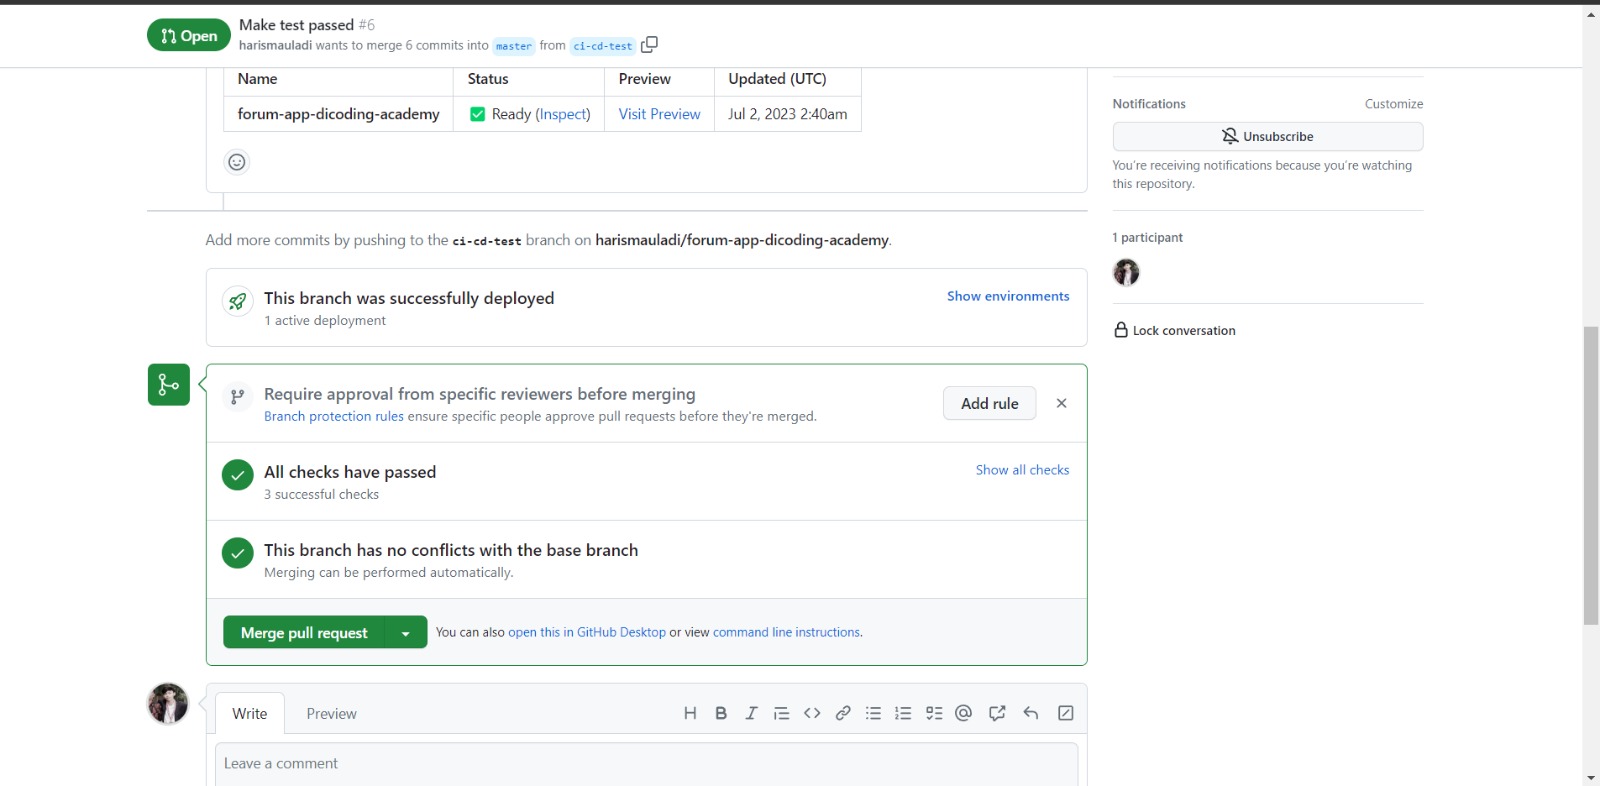 Open
Make test passed #6
harismauladi wants to merge 6 commits into master from ci-cd-test
Name Status Preview Updated (UTC)
forum-app-dicoding-academy Ready (Inspect) Visit Preview Jul 2, 2023 2:40am
Add more commits by pushing to the ci-cd-test branch on harismauladi/forum-app-dicoding-academy.
This branch was successfully deployed
1 active deployment
Show environments
Require approval from specific reviewers before merging
Branch protection rules ensure specific people approve pull requests before they're merged.
Add rule
All checks have passed
3 successful checks
Show all checks
This branch has no conflicts with the base branch
Merging can be performed automatically.
Merge pull request
You can also open this in GitHub Desktop or view command line instructions.
Write Preview
Leave a comment
Notifications Customize
Unsubscribe
You're receiving notifications because you're watching
this repository.
1 participant
Lock conversation